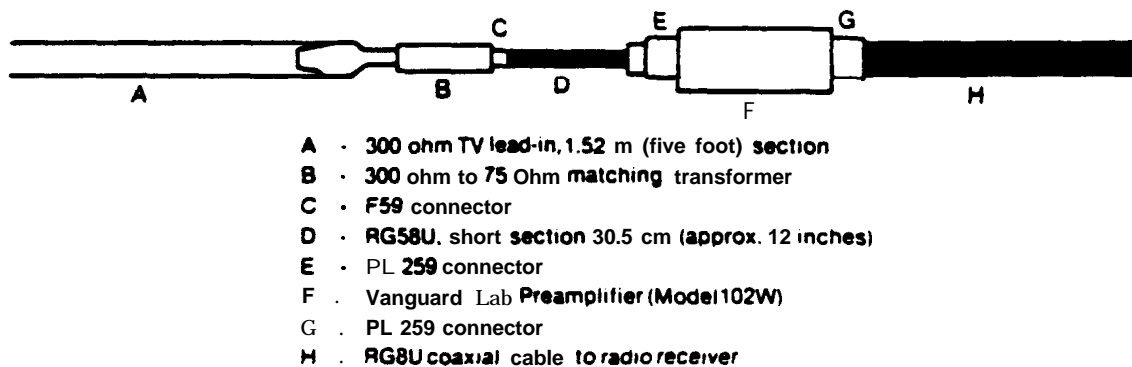 C E G
A B D F H
A · 300 ohm TV lead-in, 1.52 m (five foot) section
B · 300 ohm to 75 Ohm matching transformer
C · F59 connector
D · RG58U, short section 30.5 cm (approx. 12 inches)
E · PL 259 connector
F . Vanguard Lab Preamplifier (Model 102W)
G . PL 259 connector
H . RG8U coaxial cable to radio receiver